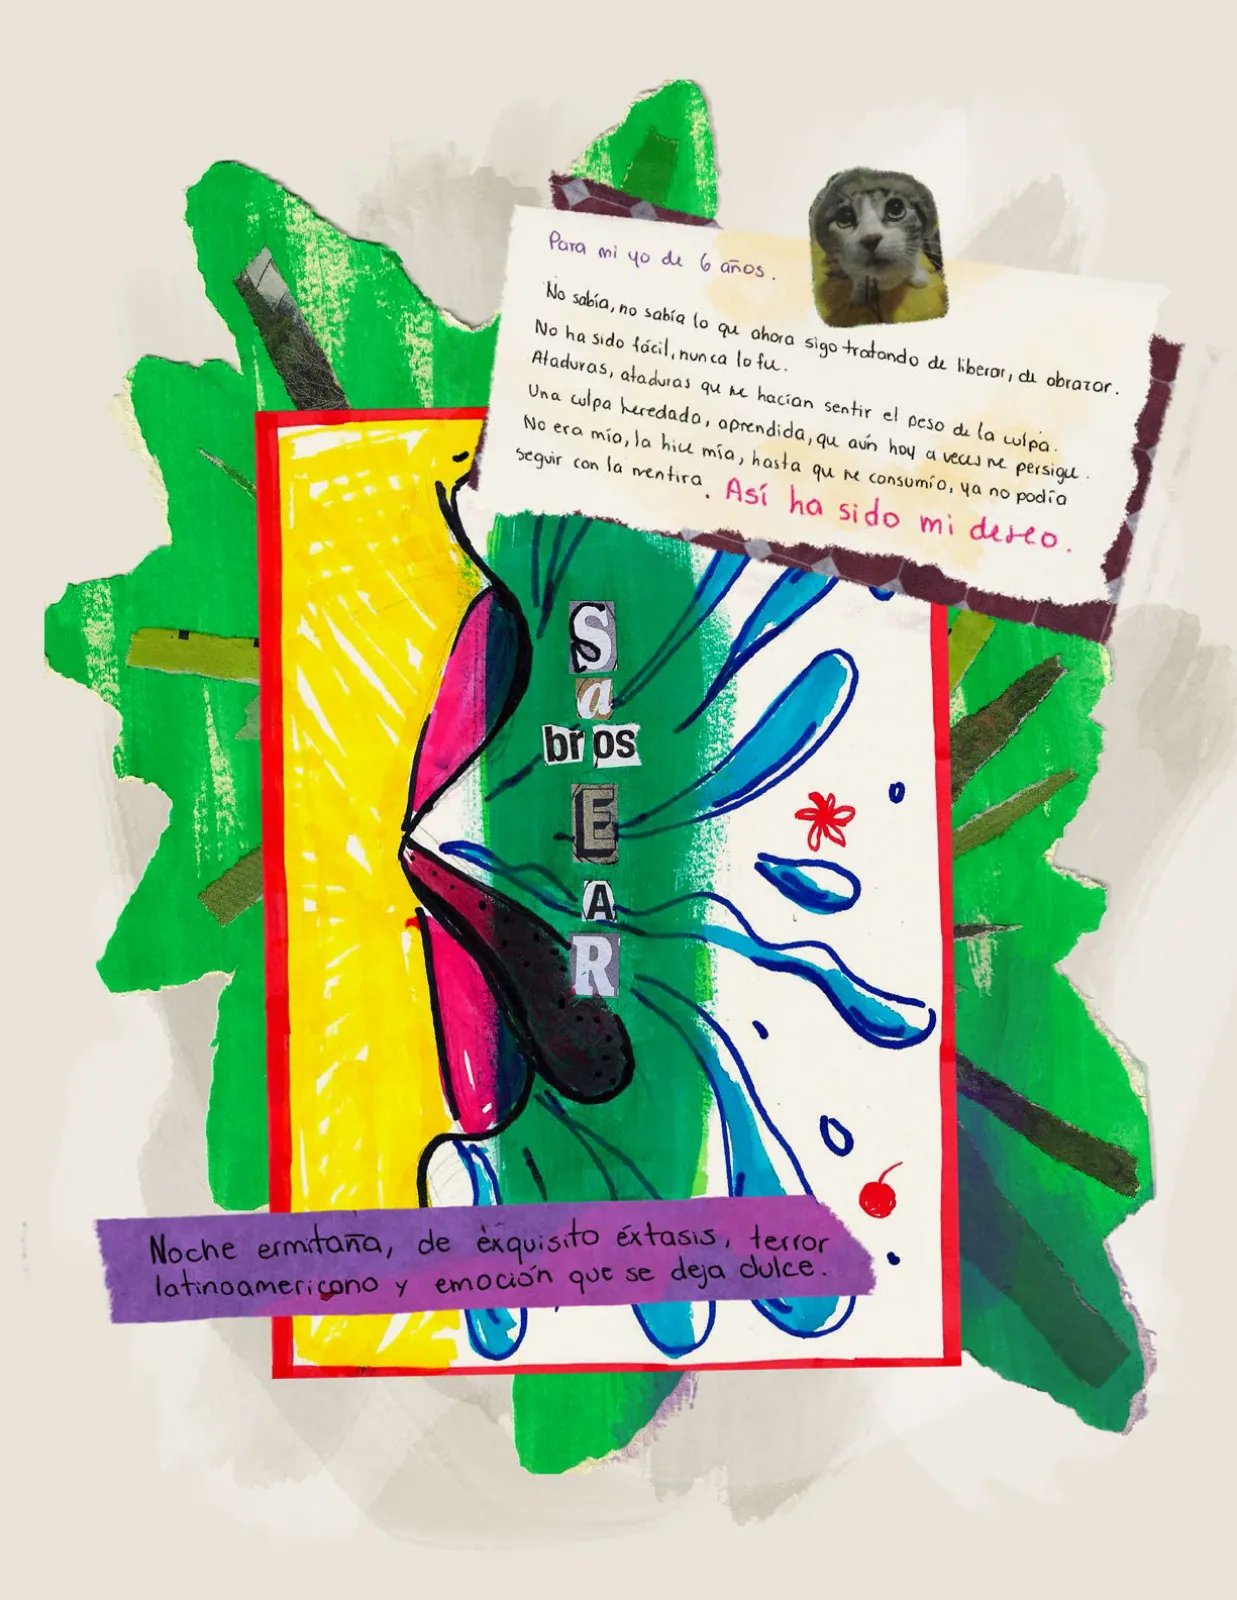 Para mi yo de 6 años.
No sabía, no sabía lo que ahora sigo tratando de liberar, de abrazar.
No ha sido fácil, nunca lo fue.
Ataduras, ataduras que me hacían sentir el peso de la culpa.
Una culpa heredada, aprendida, que aún hoy a veces me persigue.
No era mía, la hice mía, hasta que me consumío, ya no podía
seguir con la mentira. Así ha sido mi deseo.
S
a
bros
E
A
R
Noche ermitaña, de exquisito éxtasis, terror
latinoamericano y emoción que se deja dulce.